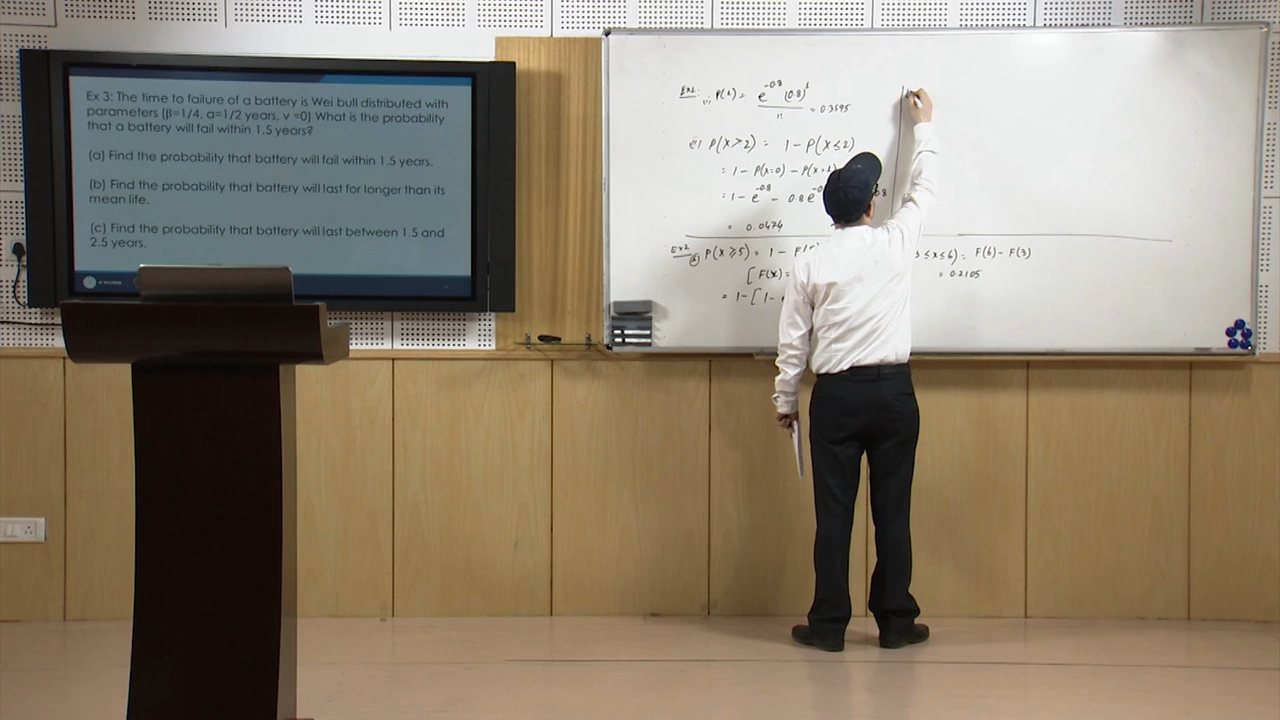 Ex 3: The time to failure of a battery is Wei bull distributed with
parameters (β=1/4, a=1/2 years, v =0) What is the probability
that a battery will fail within 1.5 years?
(a) Find the probability that battery will fail within 1.5 years.
(b) Find the probability that battery will last for longer than its
mean life.
(c) Find the probability that battery will last between 1.5 and
2.5 years.
Ex1. (i) P(1) = e^-0.8 (0.8)^1 / 1! = 0.3595
(ii) P(X>2) = 1 - P(X≤2)
= 1 - P(X=0) - P(X=1)
= 1 - e^-0.8 - 0.8e
= 0.0474
Ex2. P(X≥5) = 1 - F(
≤x≤6) = F(6) - F(3)
[F(x) =
= 0.2105
= 1-[1-